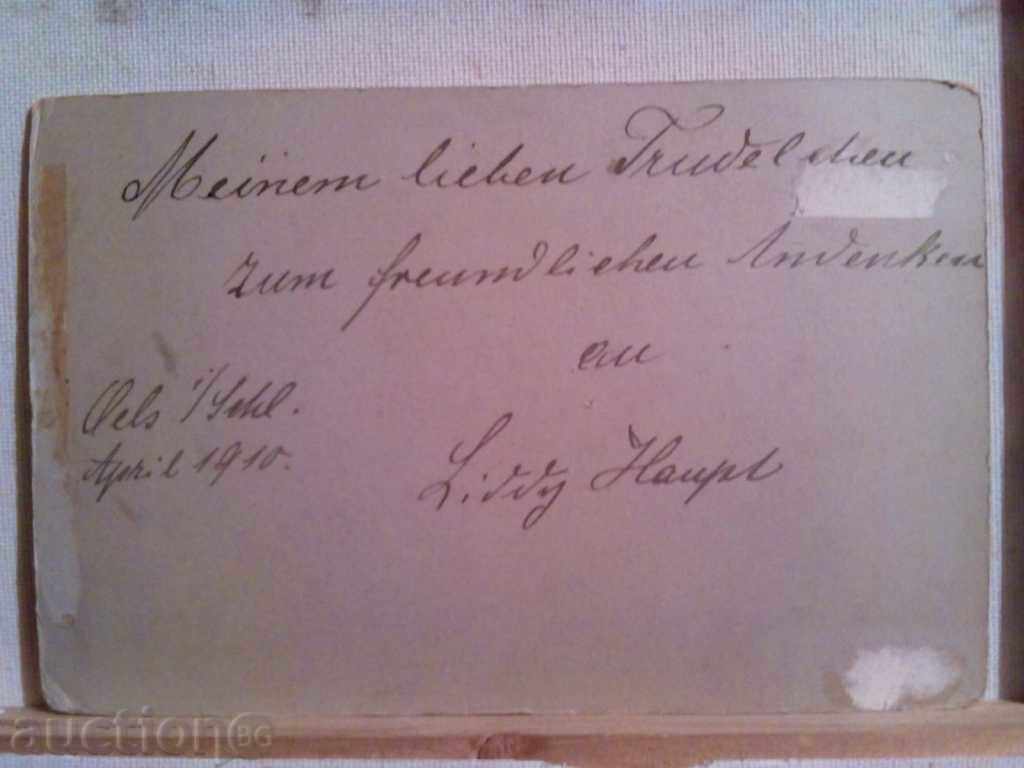 Meinem lieben Trudelchen
zum freundlichen Andenken
an
Oels i/Schl.
April 1910.
Liddy Haupt
auction BG